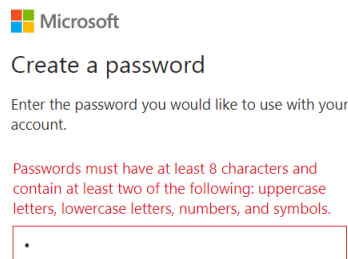 Microsoft
Create a password
Enter the password you would like to use with your
account.
Passwords must have at least 8 characters and
contain at least two of the following: uppercase
letters, lowercase letters, numbers, and symbols.
•